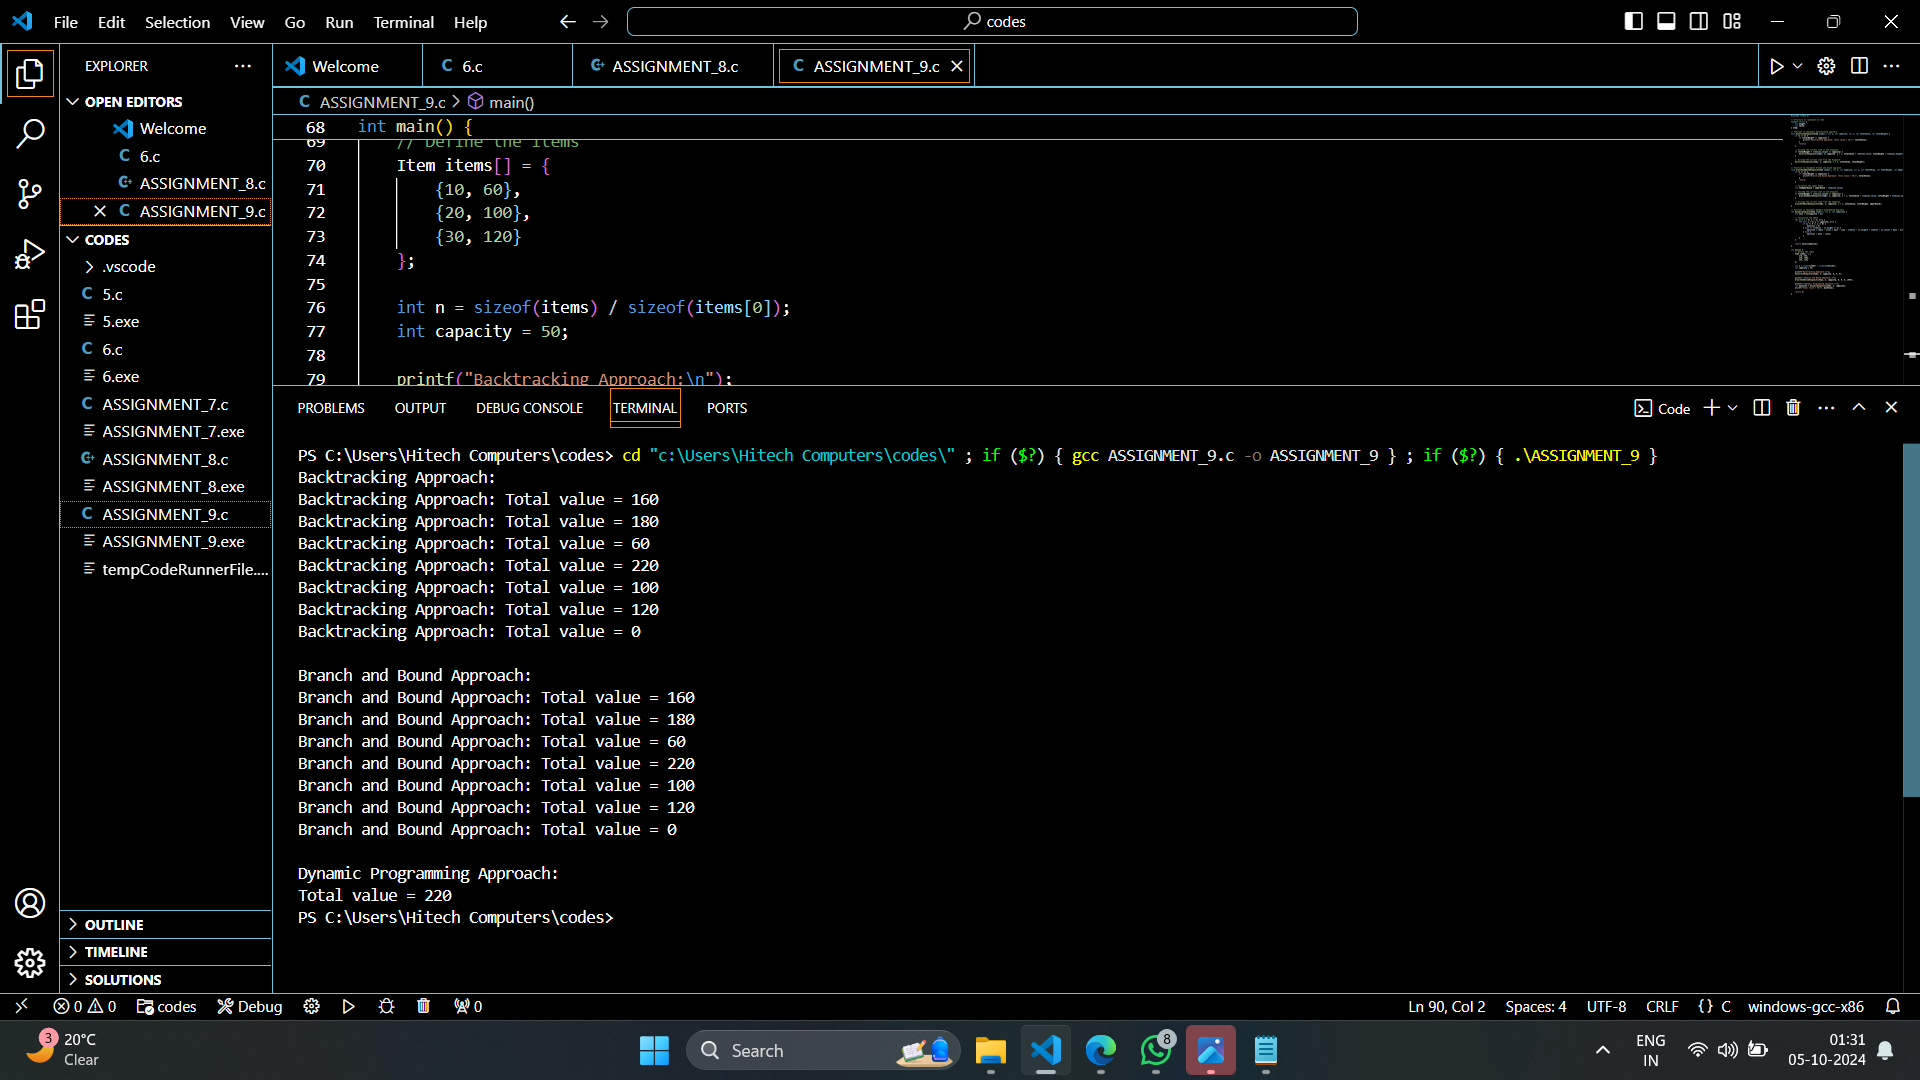 File Edit Selection View Go Run Terminal Help
codes
EXPLORER
Welcome
6.c
ASSIGNMENT_8.c
ASSIGNMENT_9.c
OPEN EDITORS
Welcome
6.c
ASSIGNMENT_8.c
ASSIGNMENT_9.c
CODES
.vscode
5.c
5.exe
6.c
6.exe
ASSIGNMENT_7.c
ASSIGNMENT_7.exe
ASSIGNMENT_8.c
ASSIGNMENT_8.exe
ASSIGNMENT_9.c
ASSIGNMENT_9.exe
tempCodeRunnerFile....
OUTLINE
TIMELINE
SOLUTIONS
ASSIGNMENT_9.c > main()
68 int main() {
69 // Define the items
70 Item items[] = {
71 {10, 60},
72 {20, 100},
73 {30, 120}
74 };
75
76 int n = sizeof(items) / sizeof(items[0]);
77 int capacity = 50;
78
79 printf("Backtracking Approach:\n");
PROBLEMS OUTPUT DEBUG CONSOLE TERMINAL PORTS
Code
PS C:\Users\Hitech Computers\codes> cd "c:\Users\Hitech Computers\codes\" ; if ($?) { gcc ASSIGNMENT_9.c -o ASSIGNMENT_9 } ; if ($?) { .\ASSIGNMENT_9 }
Backtracking Approach:
Backtracking Approach: Total value = 160
Backtracking Approach: Total value = 180
Backtracking Approach: Total value = 60
Backtracking Approach: Total value = 220
Backtracking Approach: Total value = 100
Backtracking Approach: Total value = 120
Backtracking Approach: Total value = 0
Branch and Bound Approach:
Branch and Bound Approach: Total value = 160
Branch and Bound Approach: Total value = 180
Branch and Bound Approach: Total value = 60
Branch and Bound Approach: Total value = 220
Branch and Bound Approach: Total value = 100
Branch and Bound Approach: Total value = 120
Branch and Bound Approach: Total value = 0
Dynamic Programming Approach:
Total value = 220
PS C:\Users\Hitech Computers\codes>
0 0 codes Debug 0
Ln 90, Col 2 Spaces: 4 UTF-8 CRLF {} C windows-gcc-x86
3
20°C
Clear
Search
8
ENG
IN
01:31
05-10-2024